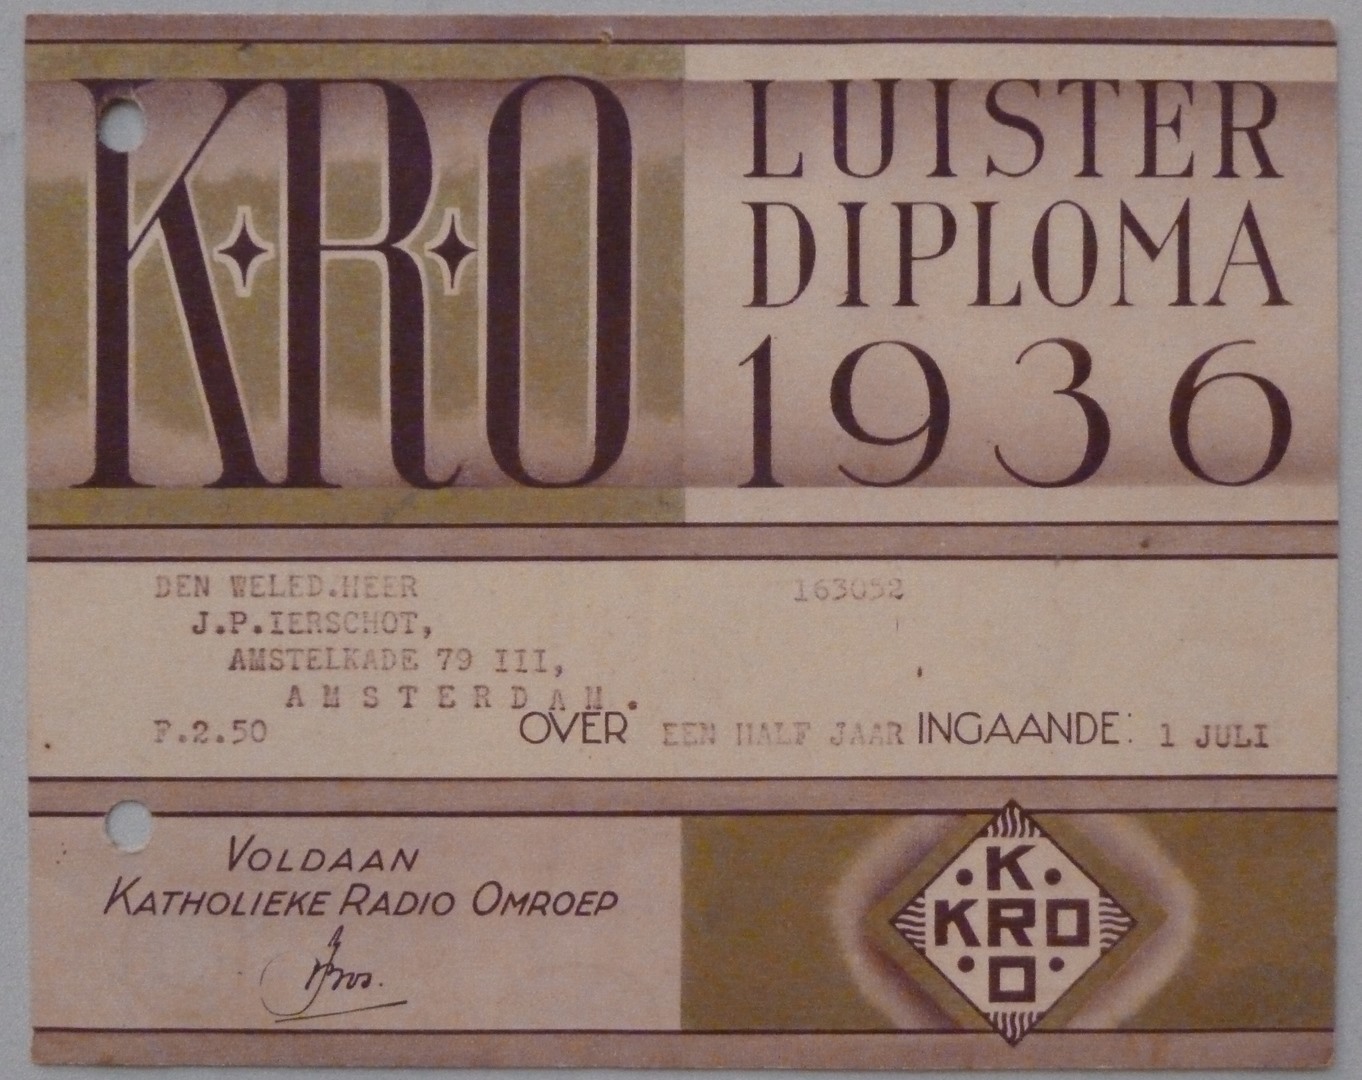 K·R·O
LUISTER
DIPLOMA
1936
DEN WELED.HEER
163052
J.P.IERSCHOT,
AMSTELKADE 79 III,
AMSTERDAM.
F.2.50 OVER EEN HALF JAAR INGAANDE: 1 JULI
VOLDAAN
KATHOLIEKE RADIO OMROEP
K
KRO
O